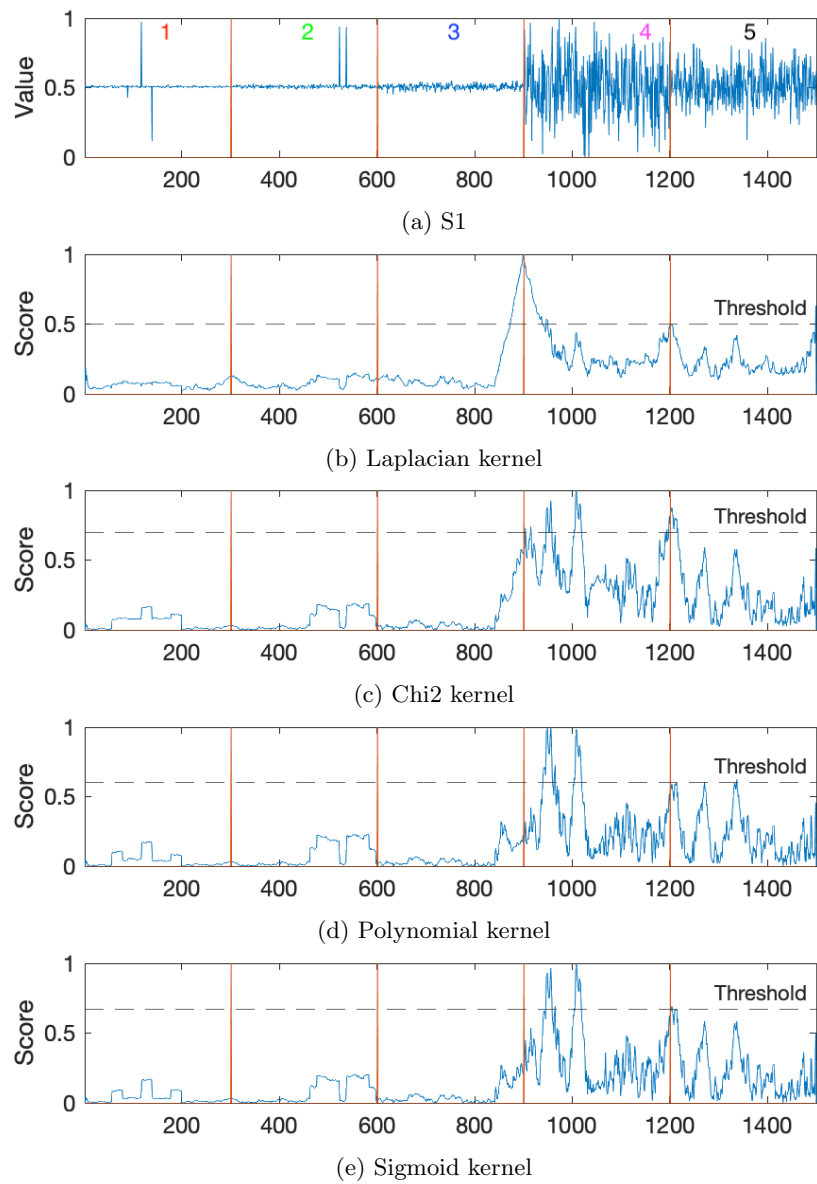 1
1 2 3 4 5
Value
0.5
0
200 400 600 800 1000 1200 1400
(a) S1
1
Threshold
Score
0.5
0
200 400 600 800 1000 1200 1400
(b) Laplacian kernel
1
Threshold
Score
0.5
0
200 400 600 800 1000 1200 1400
(c) Chi2 kernel
1
Threshold
Score
0.5
0
200 400 600 800 1000 1200 1400
(d) Polynomial kernel
1
Threshold
Score
0.5
0
200 400 600 800 1000 1200 1400
(e) Sigmoid kernel